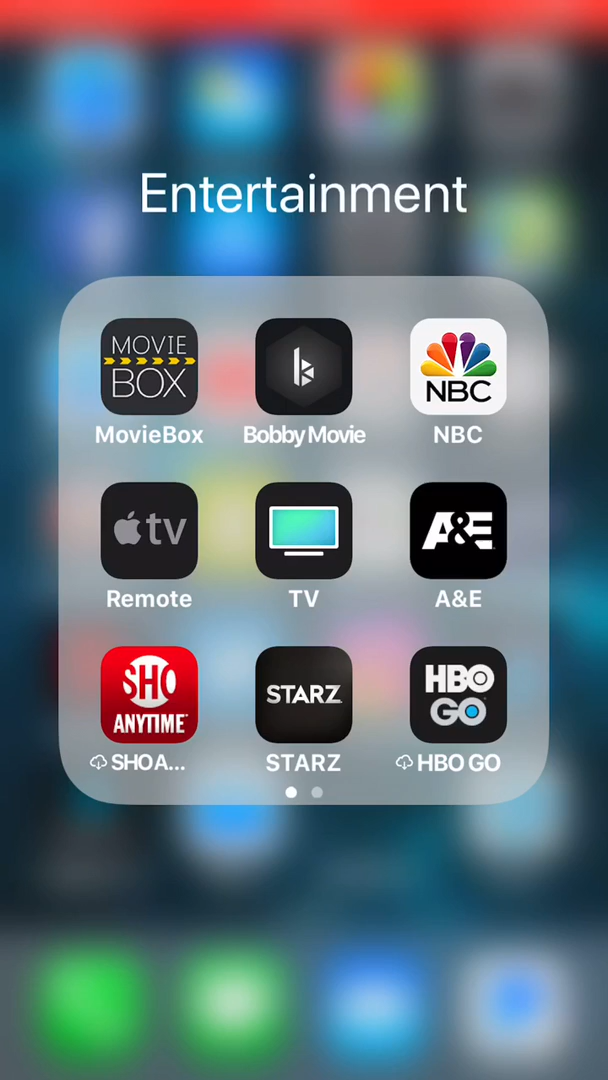 Entertainment
MOVIE
BOX
MovieBox
Bobby Movie
NBC
NBC
tv
Remote
TV
A&E
A&E
SHO
ANYTIME
SHOA...
STARZ
STARZ
HBO
GO
HBO GO